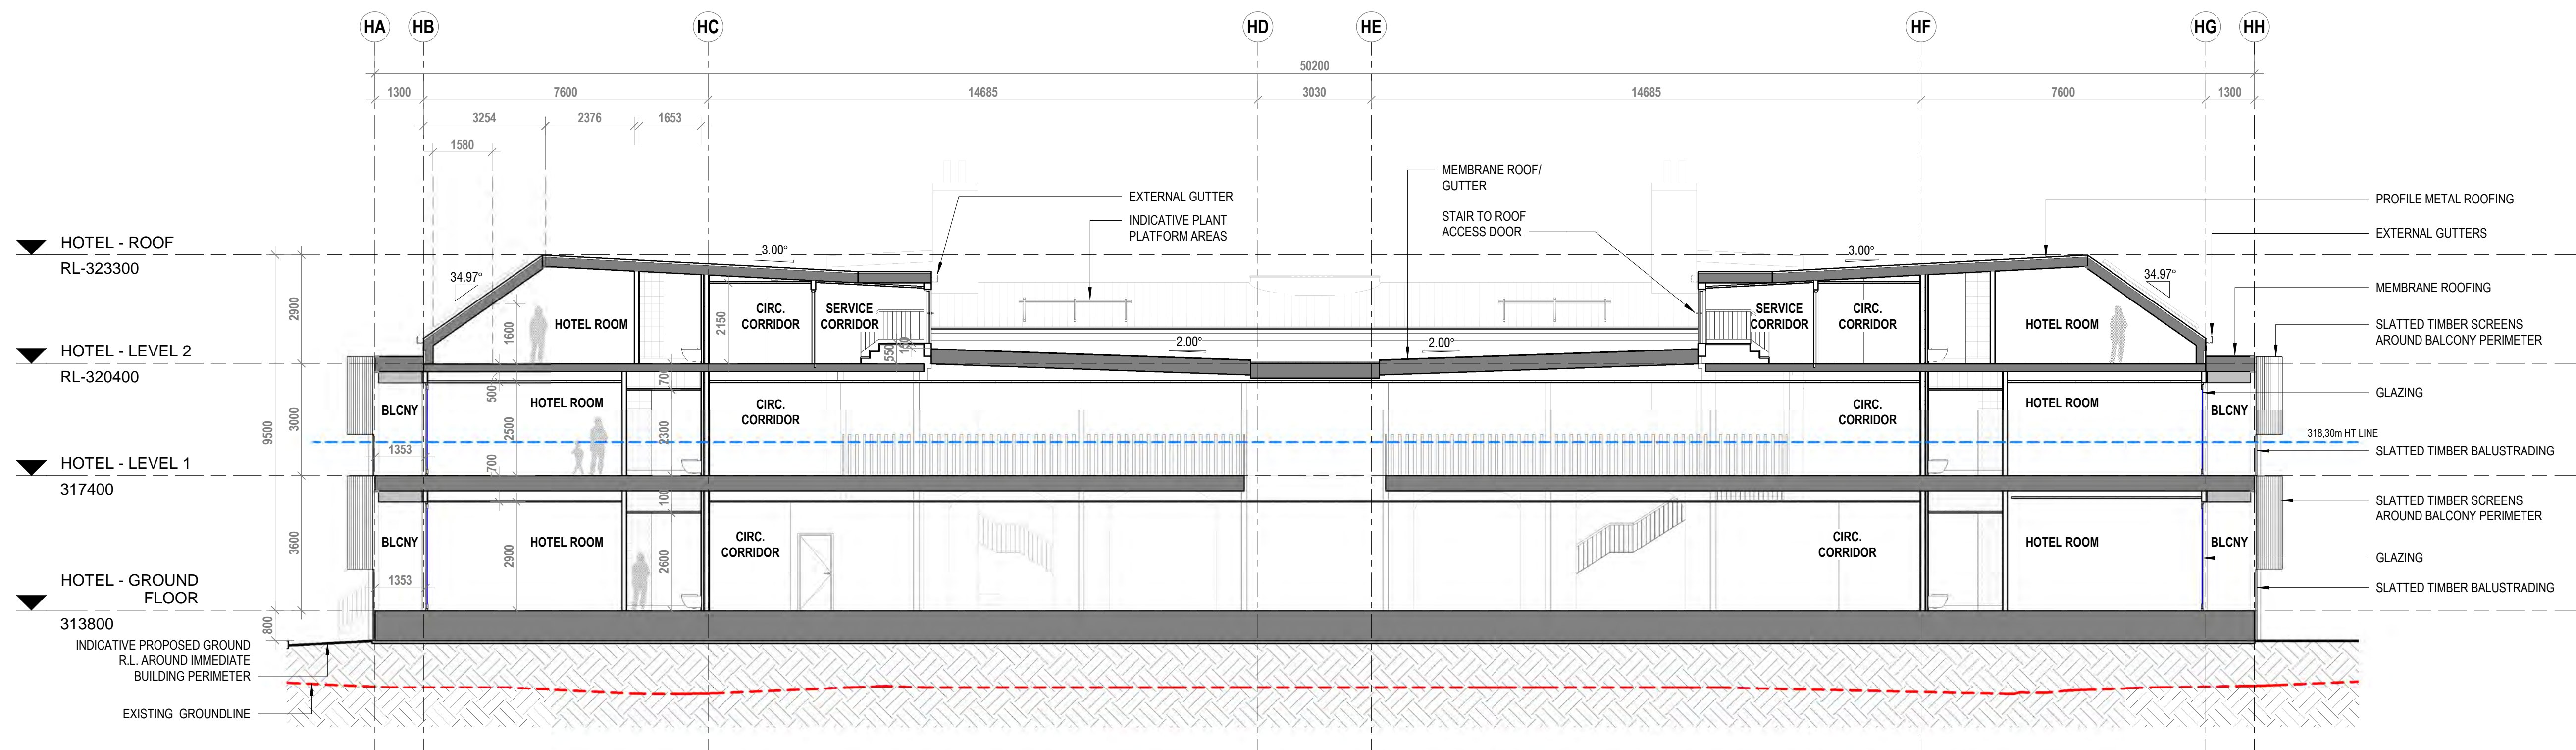 HA HB HC HD HE HF HG HH
50200
1300 7600 14685 3030 14685 7600 1300
3254 2376 1653
1580
EXTERNAL GUTTER
INDICATIVE PLANT
PLATFORM AREAS
MEMBRANE ROOF/
GUTTER
STAIR TO ROOF
ACCESS DOOR
PROFILE METAL ROOFING
EXTERNAL GUTTERS
MEMBRANE ROOFING
SLATTED TIMBER SCREENS
AROUND BALCONY PERIMETER
GLAZING
318,30m HT LINE
SLATTED TIMBER BALUSTRADING
SLATTED TIMBER SCREENS
AROUND BALCONY PERIMETER
GLAZING
SLATTED TIMBER BALUSTRADING
HOTEL - ROOF
RL-323300
HOTEL - LEVEL 2
RL-320400
HOTEL - LEVEL 1
317400
HOTEL - GROUND
FLOOR
313800
INDICATIVE PROPOSED GROUND
R.L. AROUND IMMEDIATE
BUILDING PERIMETER
EXISTING GROUNDLINE
9500
2900
3000
3600
800
34.97°
3.00°
3.00°
34.97°
1600
HOTEL ROOM
2150
CIRC.
CORRIDOR
SERVICE
CORRIDOR
550
150
2.00°
2.00°
SERVICE
CORRIDOR
CIRC.
CORRIDOR
HOTEL ROOM
BLCNY
1353
500
2500
700
HOTEL ROOM
700
2300
CIRC.
CORRIDOR
CIRC.
CORRIDOR
HOTEL ROOM
BLCNY
BLCNY
1353
2900
HOTEL ROOM
2600
CIRC.
CORRIDOR
CIRC.
CORRIDOR
HOTEL ROOM
BLCNY